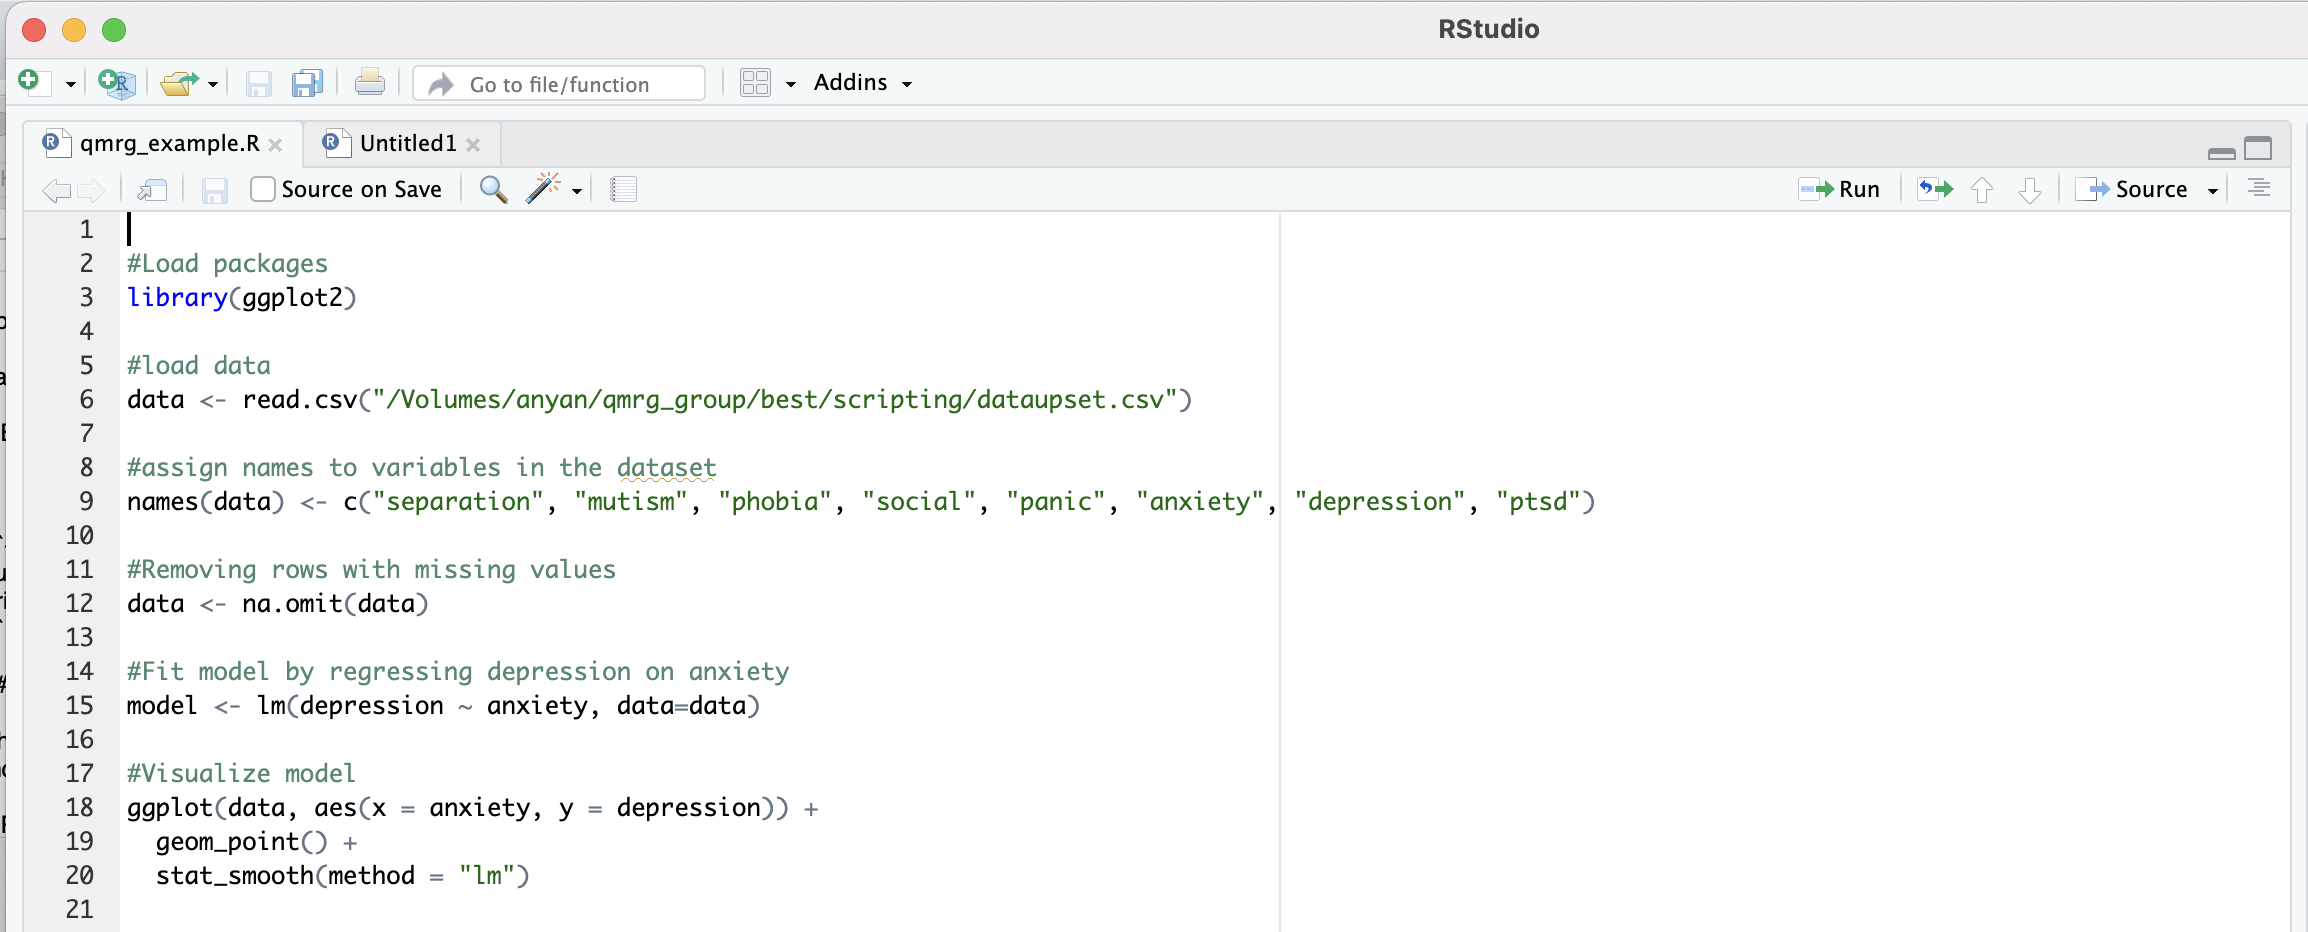 RStudio
Go to file/function Addins
qmrg_example.R Untitled1
Source on Save Run Source
1
2 #Load packages
3 library(ggplot2)
4
5 #load data
6 data <- read.csv("/Volumes/anyan/qmrg_group/best/scripting/dataupset.csv")
7
8 #assign names to variables in the dataset
9 names(data) <- c("separation", "mutism", "phobia", "social", "panic", "anxiety", "depression", "ptsd")
10
11 #Removing rows with missing values
12 data <- na.omit(data)
13
14 #Fit model by regressing depression on anxiety
15 model <- lm(depression ~ anxiety, data=data)
16
17 #Visualize model
18 ggplot(data, aes(x = anxiety, y = depression)) +
19   geom_point() +
20   stat_smooth(method = "lm")
21